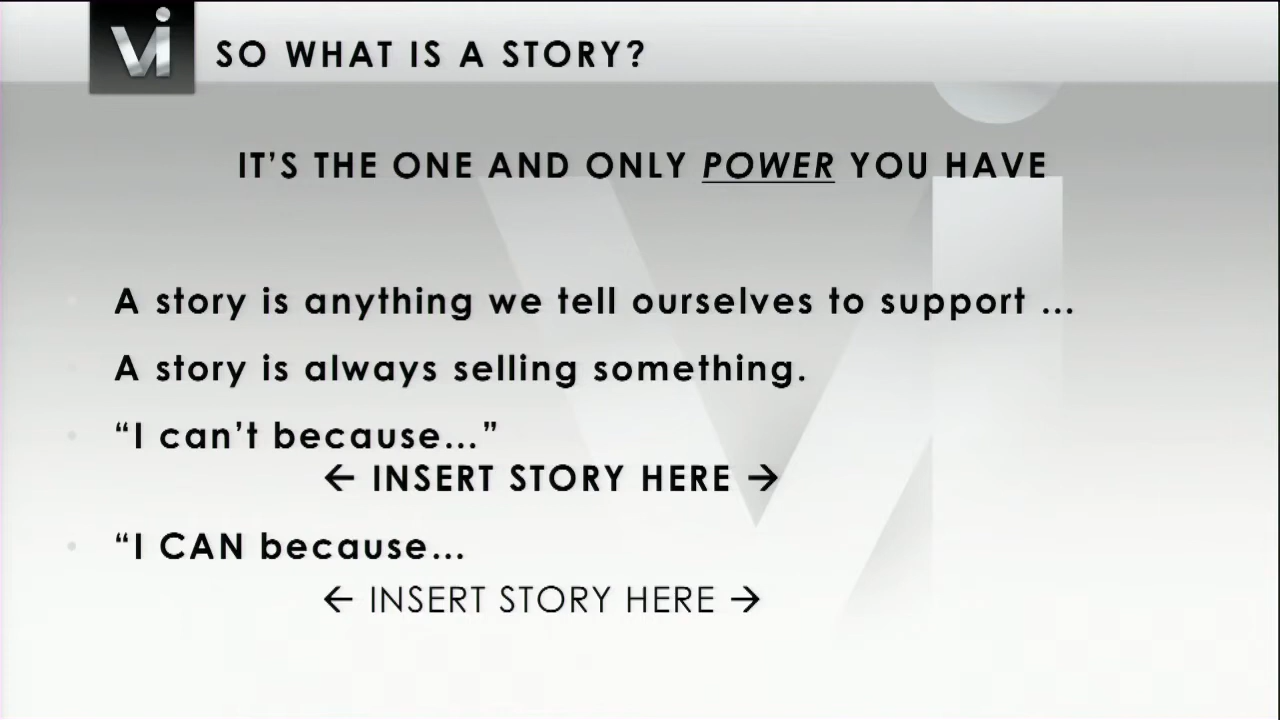 vi
SO WHAT IS A STORY?
IT’S THE ONE AND ONLY POWER YOU HAVE
A story is anything we tell ourselves to support ...
A story is always selling something.
• “I can’t because...”
← INSERT STORY HERE →
• “I CAN because...
← INSERT STORY HERE →